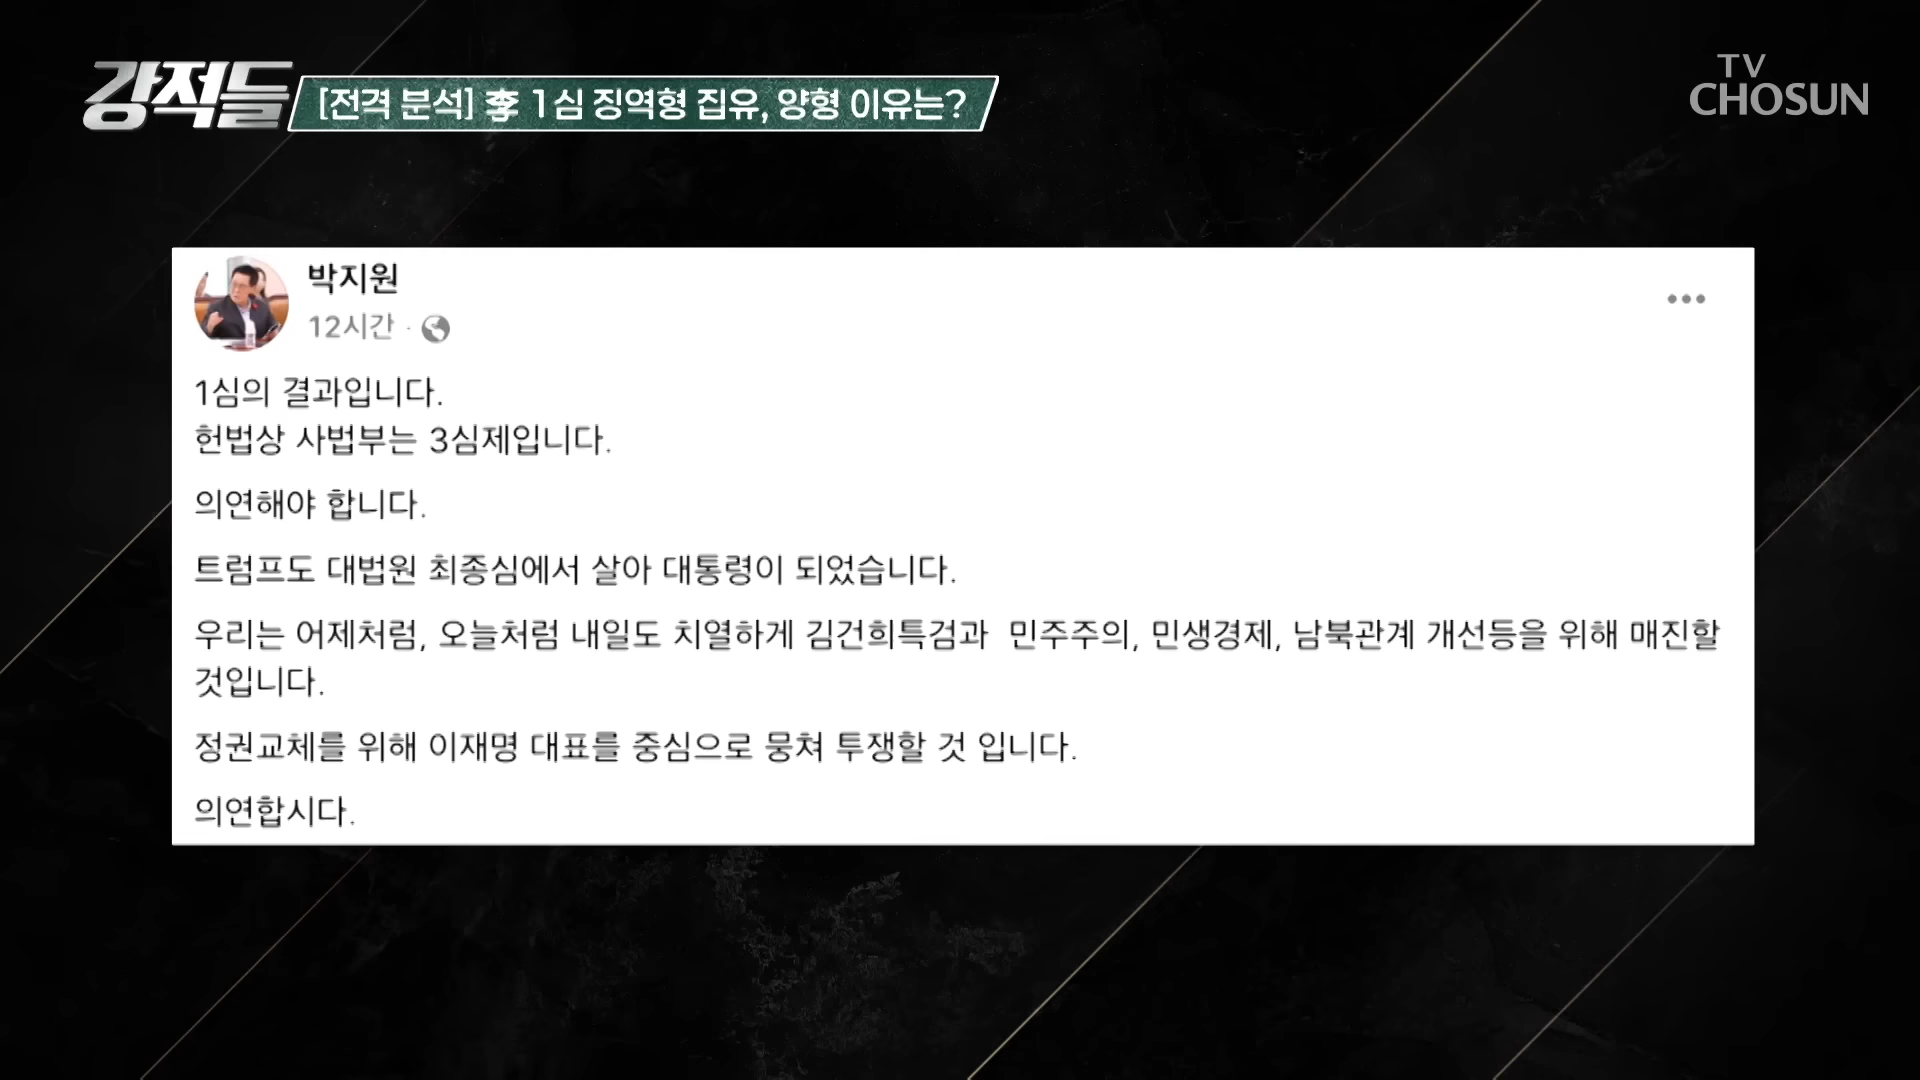 강적들
[전격 분석] 李 1심 징역형 집유, 양형 이유는?
TV
CHOSUN
박지원
12시간 ·
1심의 결과입니다.
헌법상 사법부는 3심제입니다.
의연해야 합니다.
트럼프도 대법원 최종심에서 살아 대통령이 되었습니다.
우리는 어제처럼, 오늘처럼 내일도 치열하게 김건희특검과 민주주의, 민생경제, 남북관계 개선등을 위해 매진할
것입니다.
정권교체를 위해 이재명 대표를 중심으로 뭉쳐 투쟁할 것 입니다.
의연합시다.